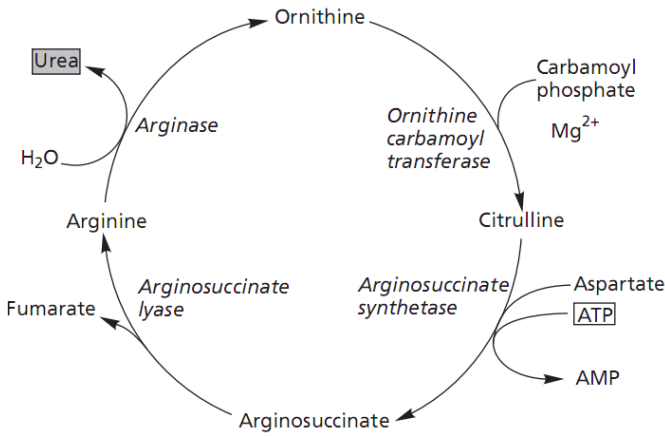 Ornithine
Urea
Carbamoyl
phosphate
Mg2+
Ornithine
carbamoyl
transferase
Arginase
H2O
Arginine
Citrulline
Arginosuccinate
lyase
Arginosuccinate
synthetase
Aspartate
ATP
Fumarate
AMP
Arginosuccinate